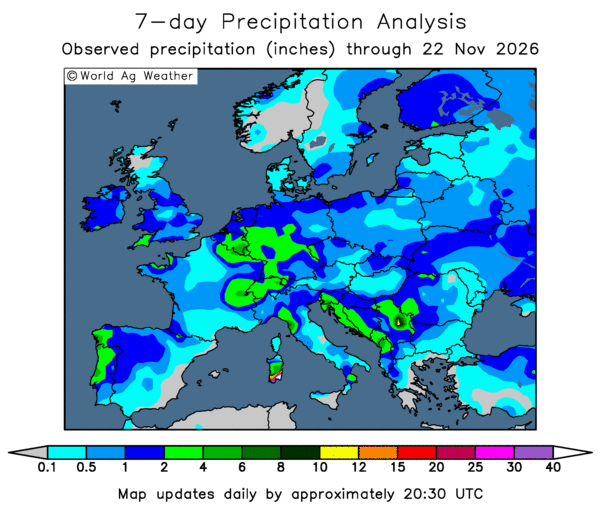 7-day Precipitation Analysis
Observed precipitation (inches) through 22 Nov 2026
© World Ag Weather
0.1 0.5 1 2 4 6 8 10 12 15 20 25 30 40
Map updates daily by approximately 20:30 UTC